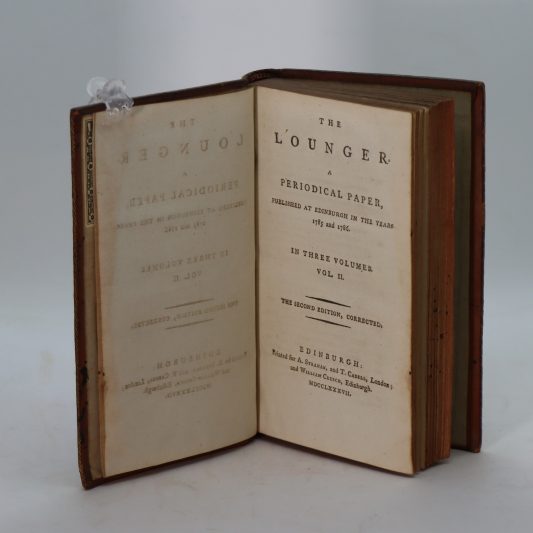 THE
LOUNGER.
A
PERIODICAL PAPER,
PUBLISHED AT EDINBURGH IN THE YEARS
1785 and 1786.
IN THREE VOLUMES.
VOL. II.
THE SECOND EDITION, CORRECTED.
EDINBURGH:
Printed for A. STRAHAN, and T. CADELL, London;
and WILLIAM CREECH, Edinburgh.
MDCCLXXXVII.